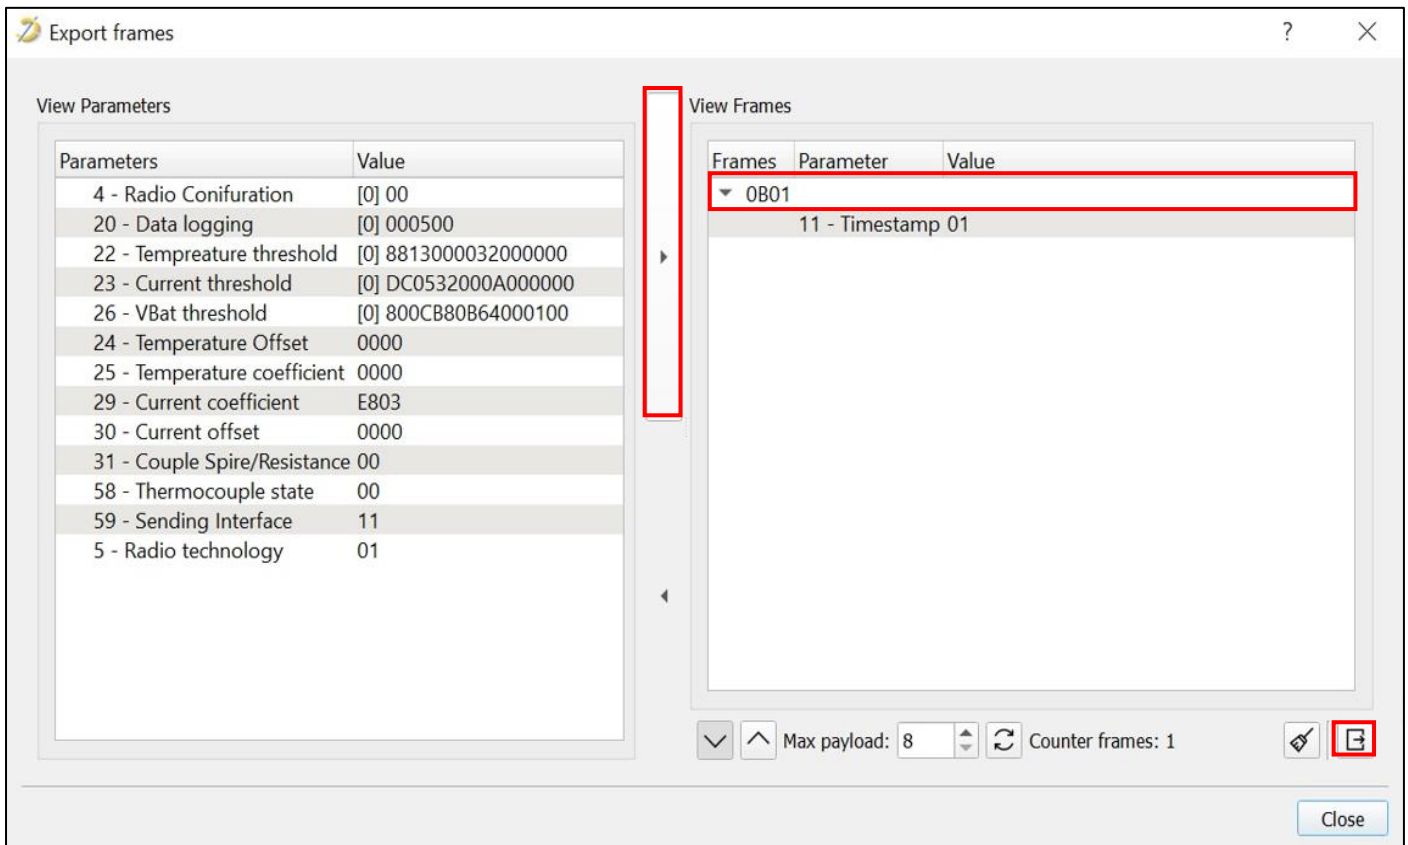 Export frames ?
View Parameters
Parameters Value
4 - Radio Conifuration [0] 00
20 - Data logging [0] 000500
22 - Tempreature threshold [0] 8813000032000000
23 - Current threshold [0] DC0532000A000000
26 - VBat threshold [0] 800CB80B64000100
24 - Temperature Offset 0000
25 - Temperature coefficient 0000
29 - Current coefficient E803
30 - Current offset 0000
31 - Couple Spire/Resistance 00
58 - Thermocouple state 00
59 - Sending Interface 11
5 - Radio technology 01
View Frames
Frames Parameter Value
0B01
11 - Timestamp 01
Max payload: 8 Counter frames: 1
Close